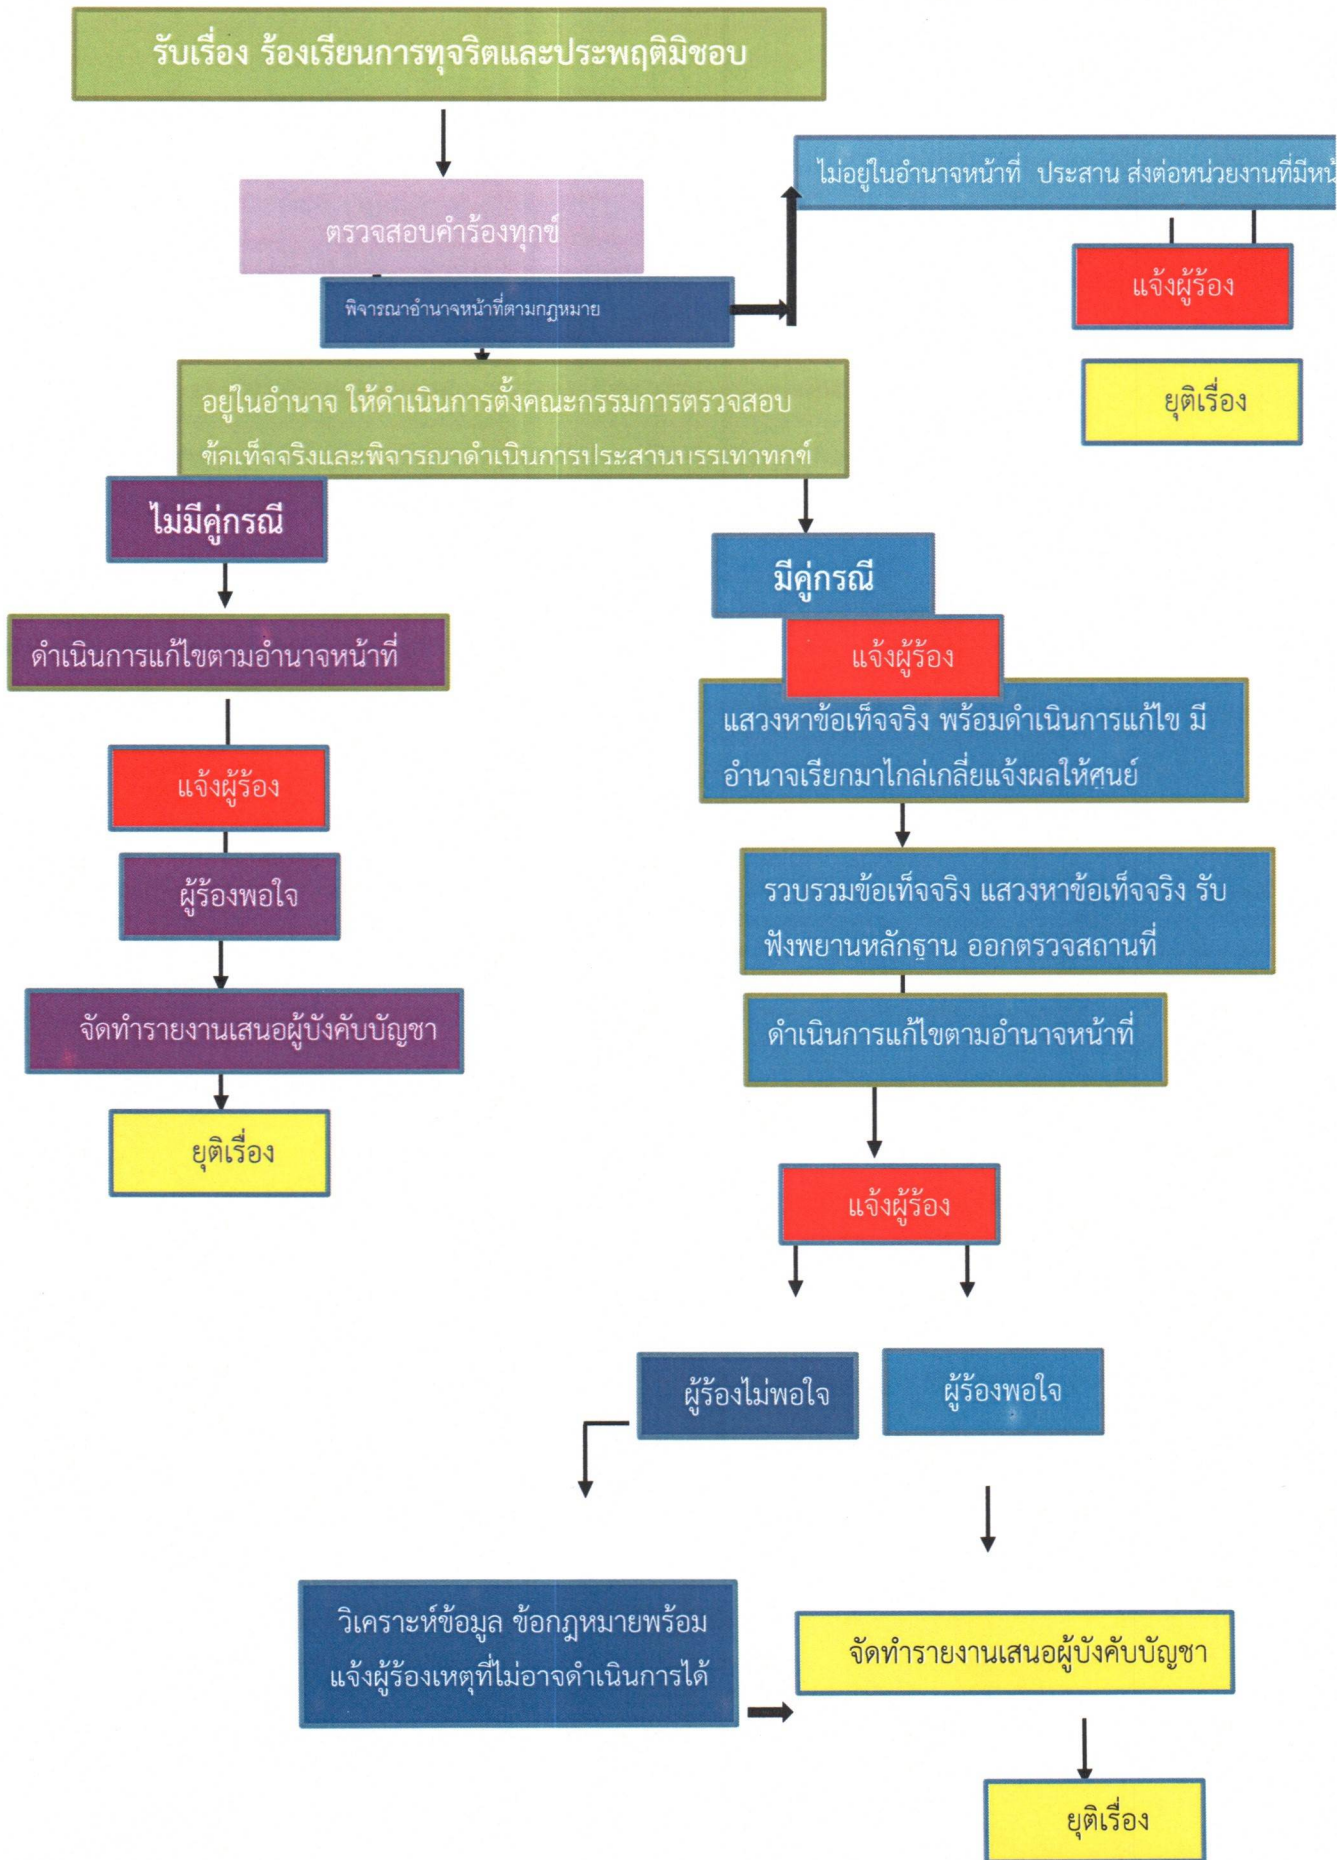 รับเรื่อง ร้องเรียนการทุจริตและประพฤติมิชอบ
ตรวจสอบคำร้องทุกข์
พิจารณาอำนาจหน้าที่ตามกฎหมาย
ไม่อยู่ในอำนาจหน้าที่ ประสาน ส่งต่อหน่วยงานที่มีหน้
แจ้งผู้ร้อง
ยุติเรื่อง
อยู่ในอำนาจ ให้ดำเนินการตั้งคณะกรรมการตรวจสอบ
ข้อเท็จจริงและพิจารณาดำเนินการประสานบรรเทาทุกข์
ไม่มีคู่กรณี
ดำเนินการแก้ไขตามอำนาจหน้าที่
แจ้งผู้ร้อง
ผู้ร้องพอใจ
จัดทำรายงานเสนอผู้บังคับบัญชา
ยุติเรื่อง
มีคู่กรณี
แจ้งผู้ร้อง
แสวงหาข้อเท็จจริง พร้อมดำเนินการแก้ไข มี
อำนาจเรียกมาไกล่เกลี่ยแจ้งผลให้ศูนย์
รวบรวมข้อเท็จจริง แสวงหาข้อเท็จจริง รับ
ฟังพยานหลักฐาน ออกตรวจสถานที่
ดำเนินการแก้ไขตามอำนาจหน้าที่
แจ้งผู้ร้อง
ผู้ร้องไม่พอใจ
ผู้ร้องพอใจ
วิเคราะห์ข้อมูล ข้อกฎหมายพร้อม
แจ้งผู้ร้องเหตุที่ไม่อาจดำเนินการได้
จัดทำรายงานเสนอผู้บังคับบัญชา
ยุติเรื่อง